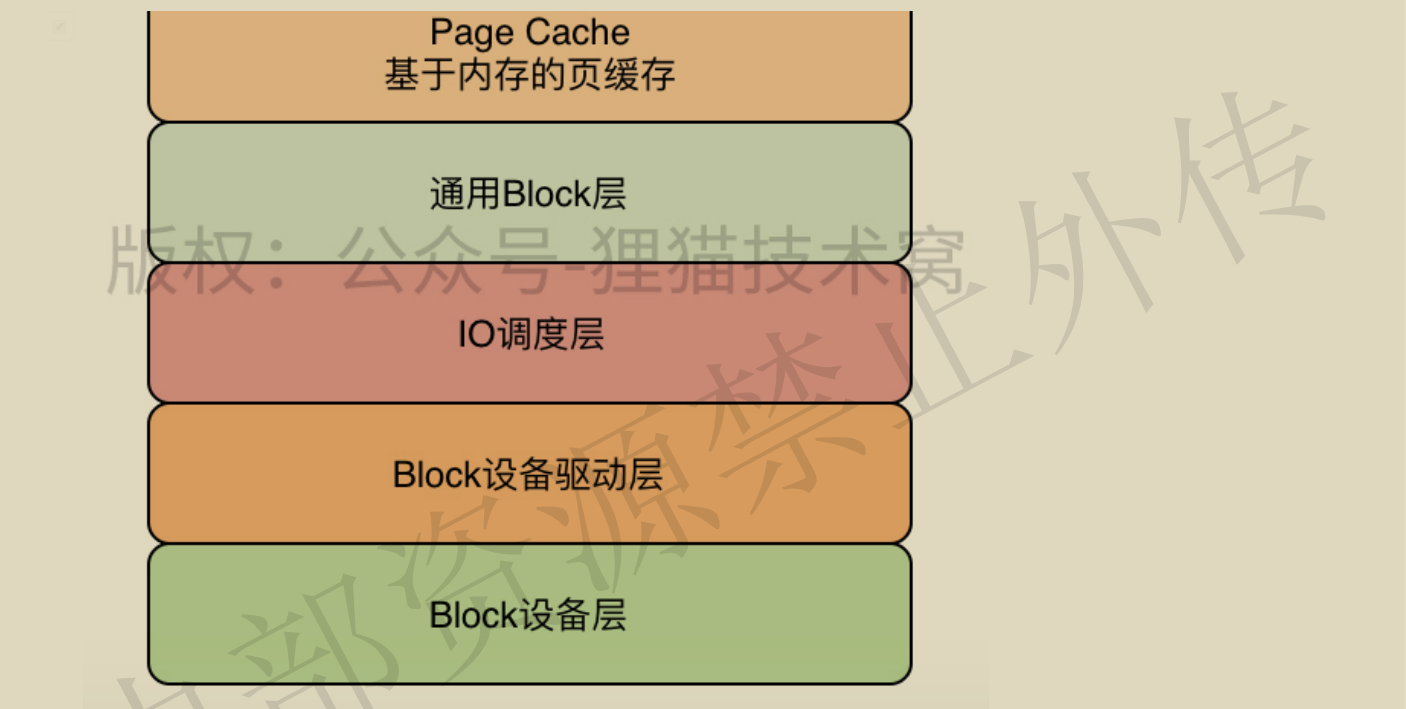 Page Cache
基于内存的页缓存
通用Block层
版权：公众号-狸猫技术窝
IO调度层
Block设备驱动层
Block设备层
部资源禁止外传